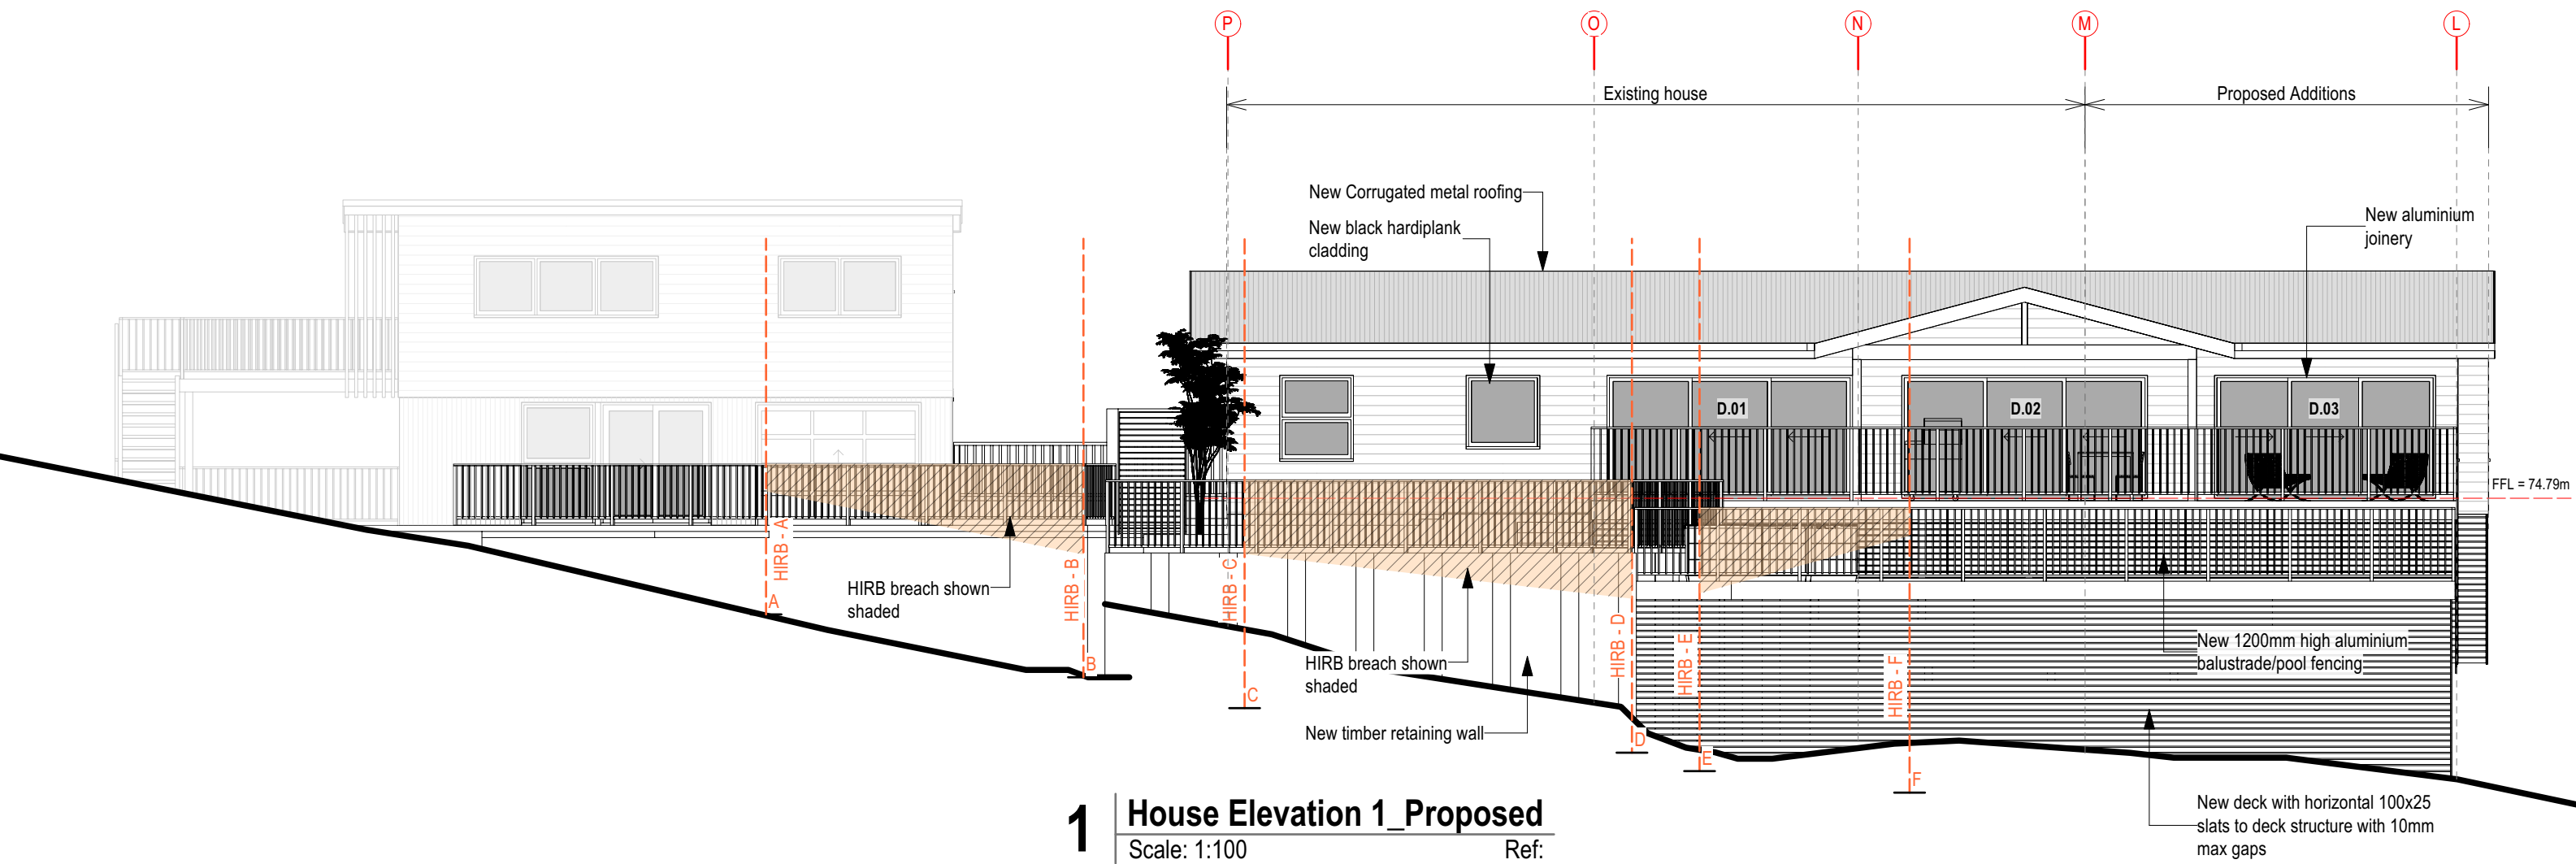 P
O
N
M
L
Existing house
Proposed Additions
New Corrugated metal roofing
New black hardiplank
cladding
New aluminium
joinery
D.01
D.02
D.03
FFL = 74.79m
HIRB - A
A
HIRB - B
B
HIRB - C
C
HIRB - D
D
HIRB - E
E
HIRB - F
F
HIRB breach shown
shaded
HIRB breach shown
shaded
New timber retaining wall
New 1200mm high aluminium
balustrade/pool fencing
New deck with horizontal 100x25
slats to deck structure with 10mm
max gaps
1
House Elevation 1_Proposed
Scale: 1:100
Ref: